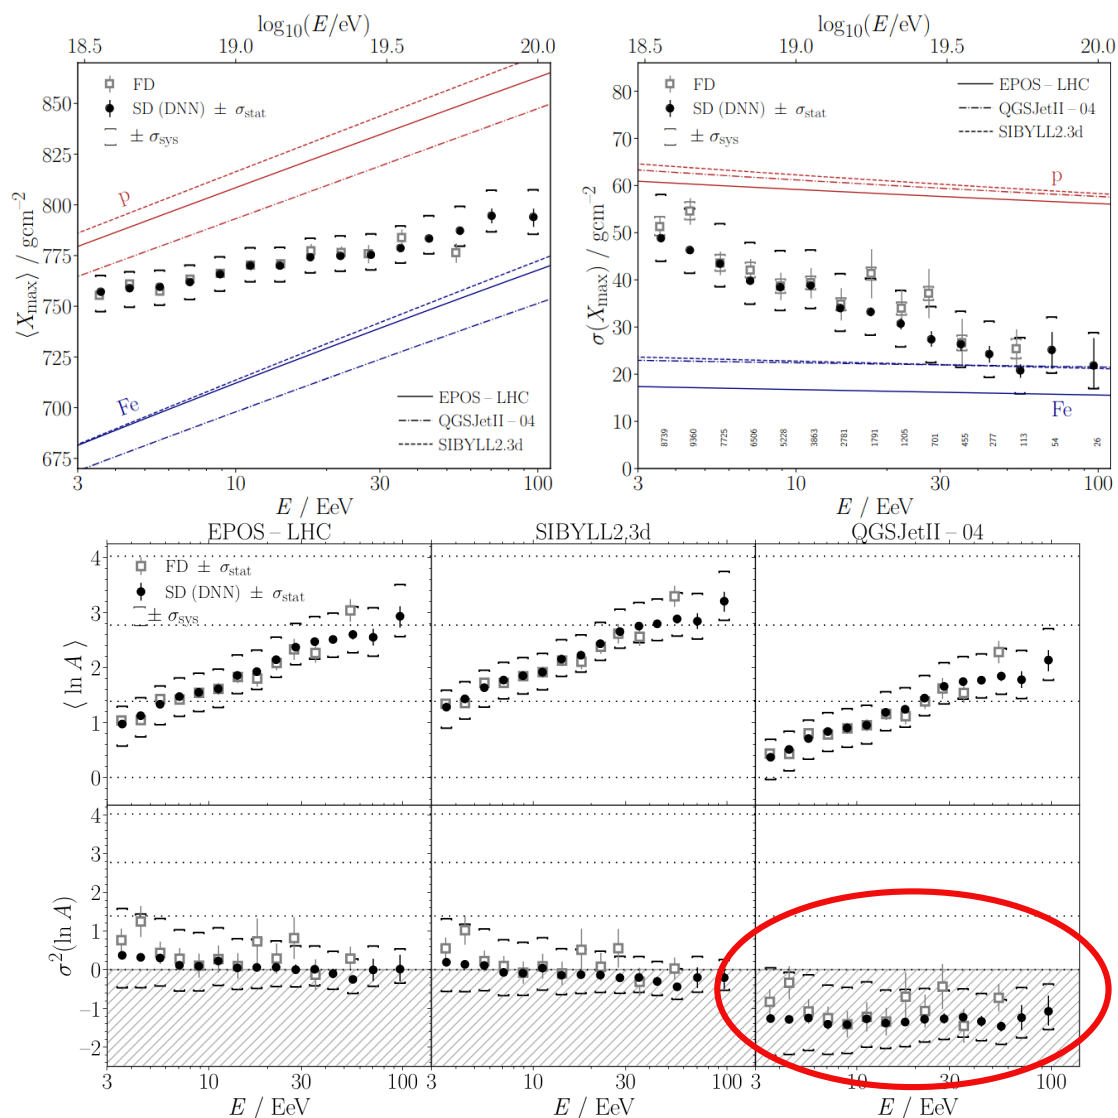 log₁₀(E/eV)
18.5 19.0 19.5 20.0
FD
SD (DNN) ± σstat
± σsys
p
Fe
EPOS – LHC
QGSJetII – 04
SIBYLL2.3d
⟨Xmax⟩ / gcm⁻²
850
825
800
775
750
725
700
675
3 10 30 100
E / EeV
log₁₀(E/eV)
18.5 19.0 19.5 20.0
FD
SD (DNN) ± σstat
± σsys
EPOS – LHC
QGSJetII – 04
SIBYLL2.3d
p
Fe
σ(Xmax) / gcm⁻²
80
70
60
50
40
30
20
10
0
8739 9360 7725 6506 5228 3863 2781 1791 1205 701 455 277 113 54 26
3 10 30 100
E / EeV
EPOS – LHC SIBYLL2.3d QGSJetII – 04
FD ± σstat
SD (DNN) ± σstat
± σsys
⟨ ln A ⟩
4
3
2
1
0
σ²(ln A)
4
3
2
1
0
−1
−2
3 10 30 100 3 10 30 100 3 10 30 100
E / EeV E / EeV E / EeV